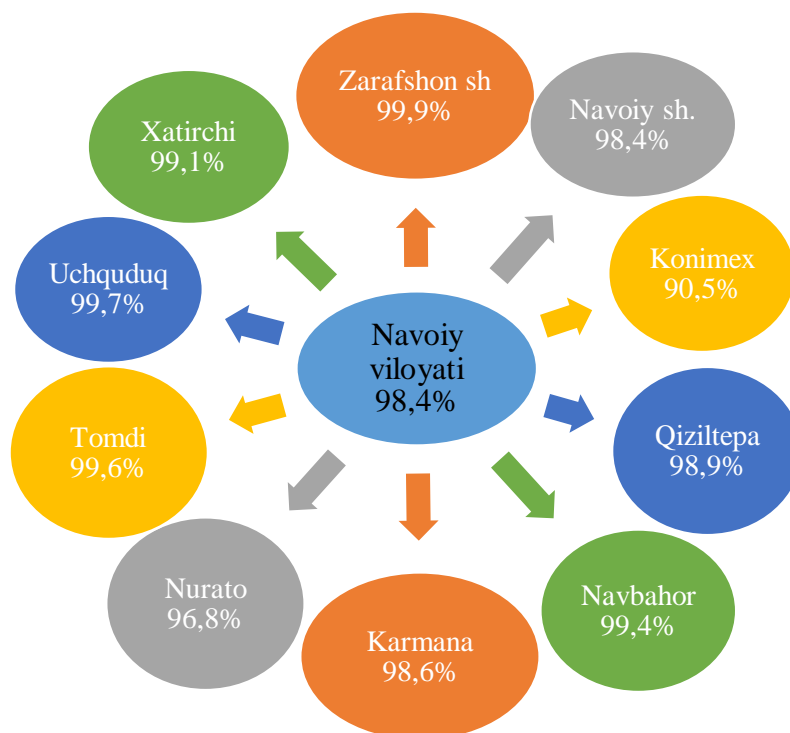 Zarafshon sh
99,9%
Navoiy sh.
98,4%
Konimex
90,5%
Qiziltepa
98,9%
Navbahor
99,4%
Karmana
98,6%
Nurato
96,8%
Tomdi
99,6%
Uchquduq
99,7%
Xatirchi
99,1%
Navoiy
viloyati
98,4%